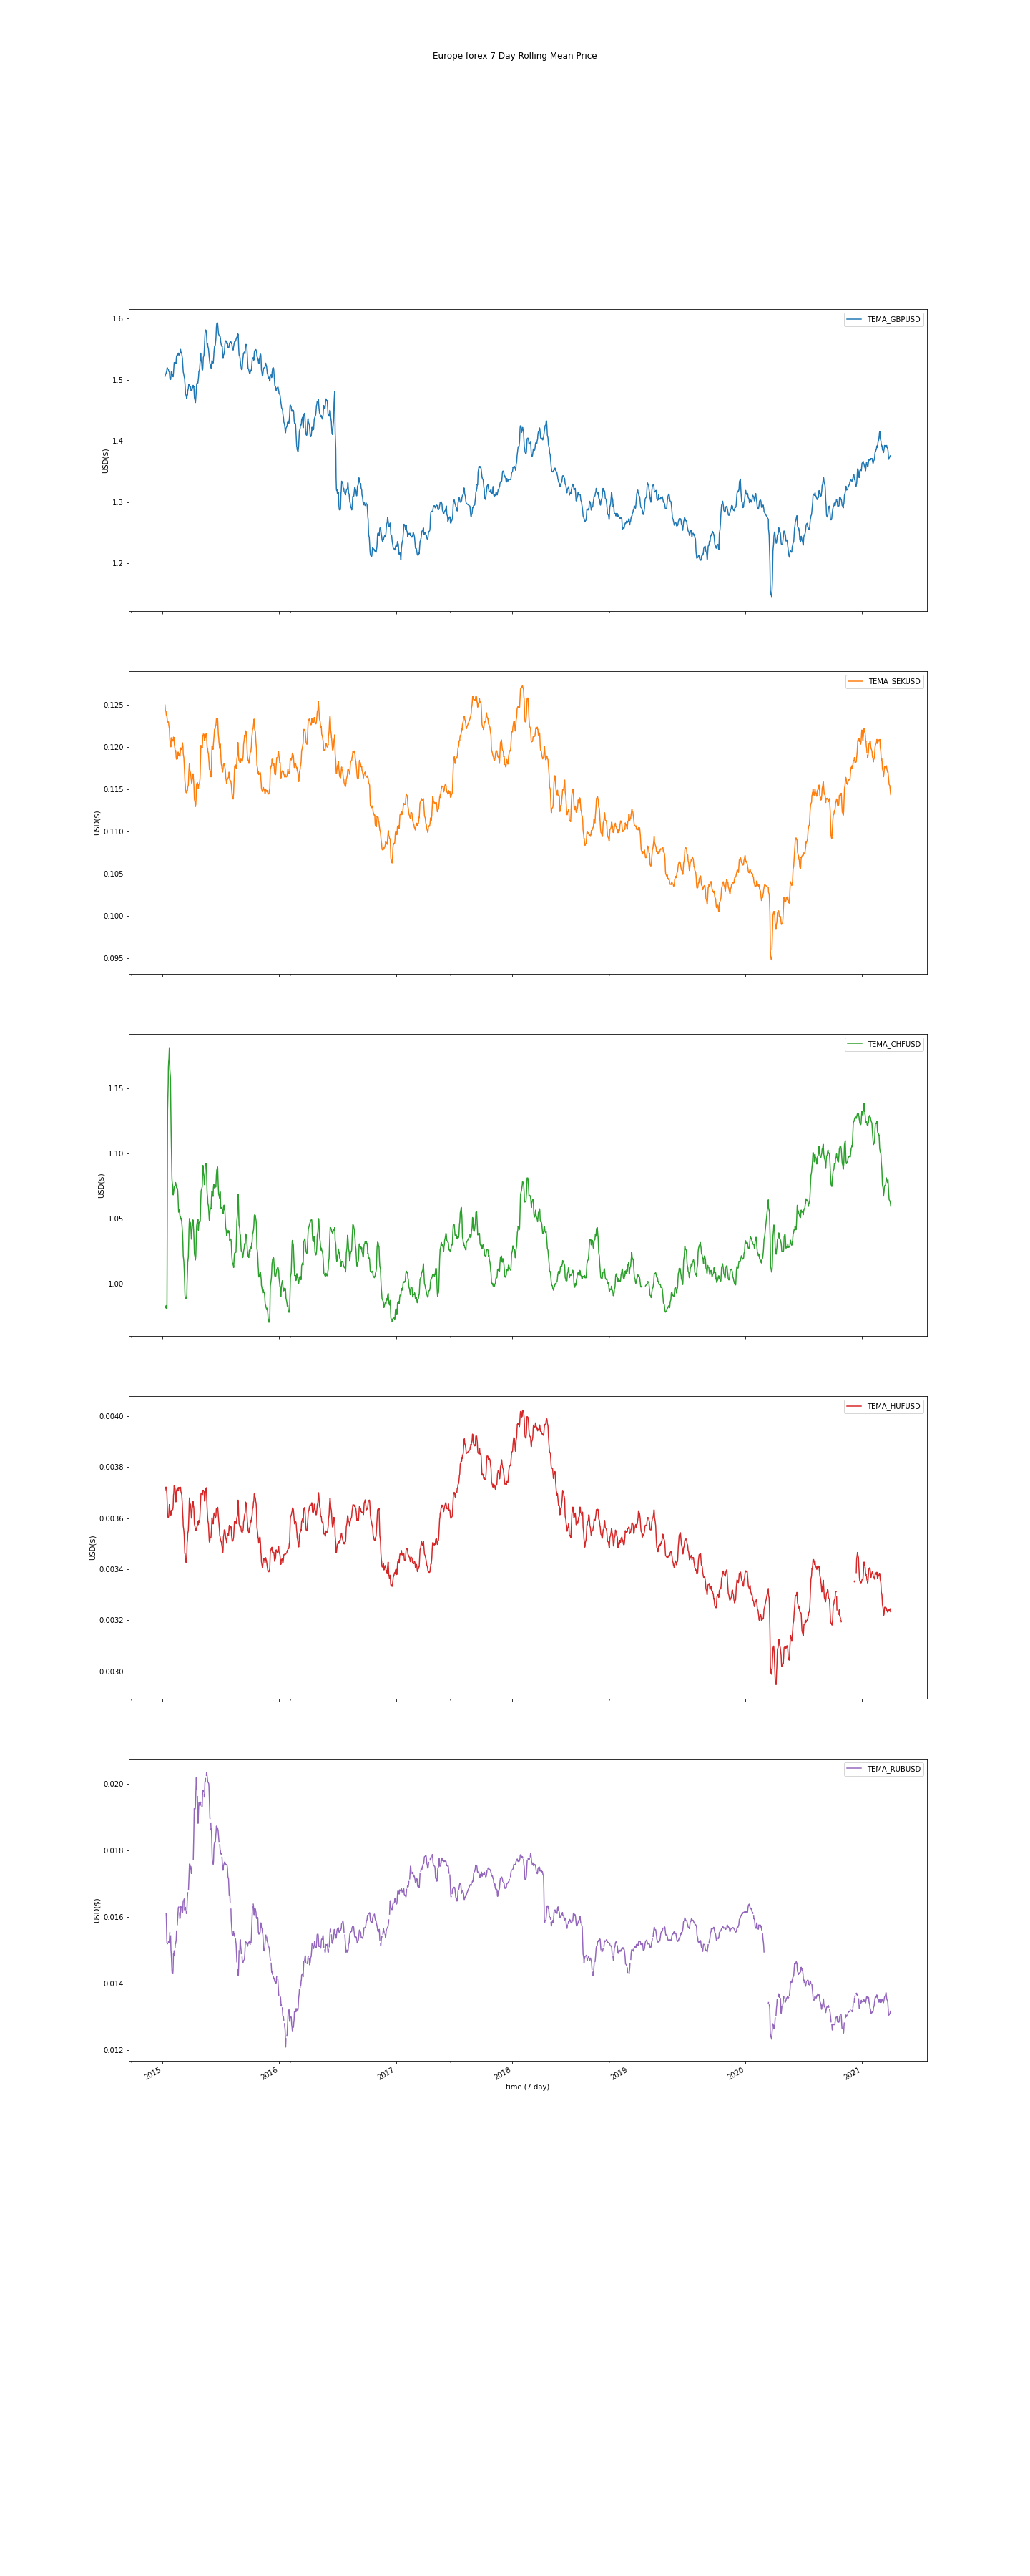 Europe forex 7 Day Rolling Mean Price
TEMA_GBPUSD
1.6
1.5
1.4
1.3
1.2
USD($)
TEMA_SEKUSD
0.125
0.120
0.115
0.110
0.105
0.100
0.095
USD($)
TEMA_CHFUSD
1.15
1.10
1.05
1.00
USD($)
TEMA_HUFUSD
0.0040
0.0038
0.0036
0.0034
0.0032
0.0030
USD($)
TEMA_RUBUSD
0.020
0.018
0.016
0.014
0.012
USD($)
2015 2016 2017 2018 2019 2020 2021
time (7 day)